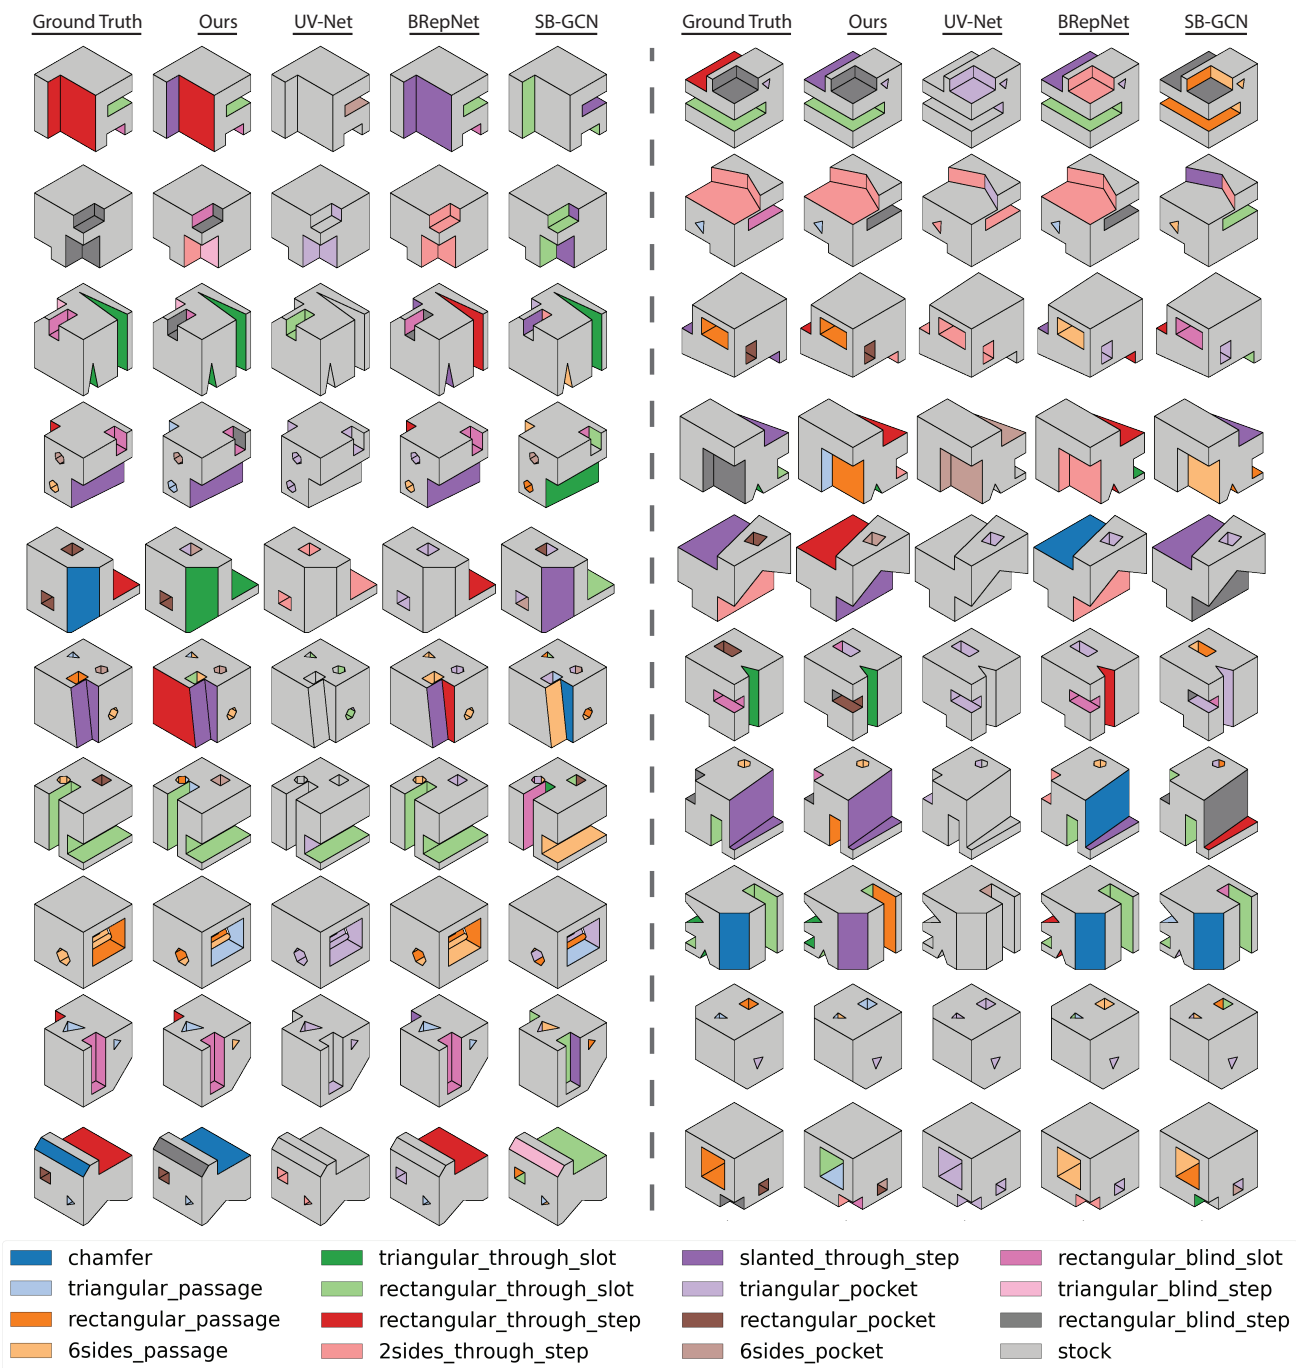 Ground Truth Ours UV-Net BRepNet SB-GCN Ground Truth Ours UV-Net BRepNet SB-GCN
chamfer triangular_through_slot slanted_through_step rectangular_blind_slot
triangular_passage rectangular_through_slot triangular_pocket triangular_blind_step
rectangular_passage rectangular_through_step rectangular_pocket rectangular_blind_step
6sides_passage 2sides_through_step 6sides_pocket stock